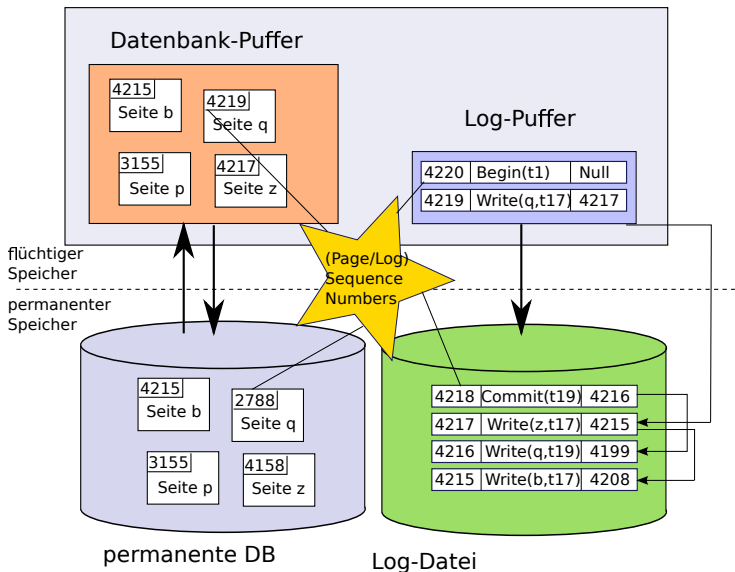 Datenbank-Puffer
4215
Seite b
4219
Seite q
3155
Seite p
4217
Seite z
Log-Puffer
4220 Begin(t1) Null
4219 Write(q,t17) 4217
(Page/Log)
Sequence
Numbers
flüchtiger
Speicher
permanenter
Speicher
4215
Seite b
2788
Seite q
3155
Seite p
4158
Seite z
permanente DB
4218 Commit(t19) 4216
4217 Write(z,t17) 4215
4216 Write(q,t19) 4199
4215 Write(b,t17) 4208
Log-Datei